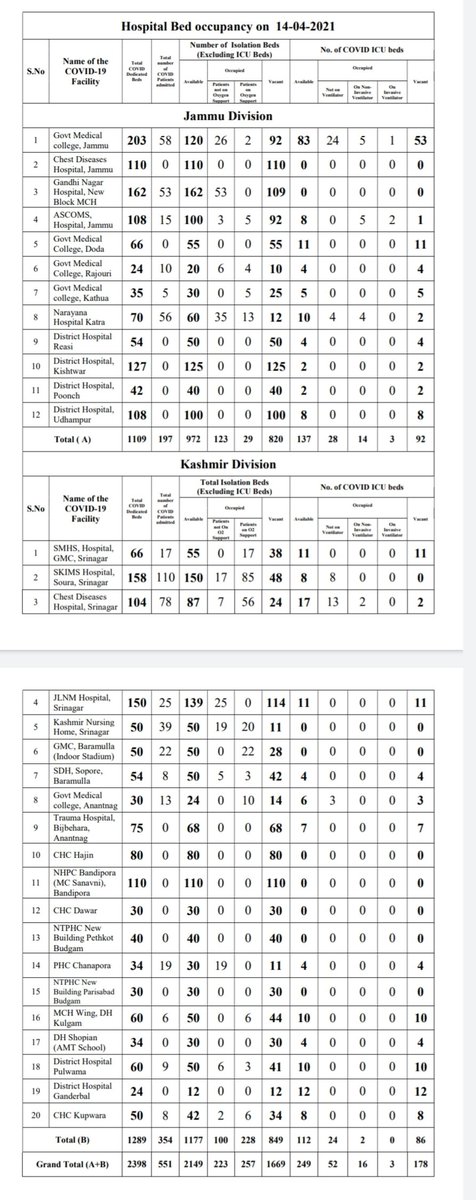 Hospital Bed occupancy on 14-04-2021
S.No
Name of the COVID-19 Facility
Total COVID Dedicated Beds
Total number of COVID Patients admitted
Number of Isolation Beds (Excluding ICU Beds)
No. of COVID ICU beds
Available
Occupied
Vacant
Available
Occupied
Vacant
Patients not on Oxygen Support
Patients on Oxygen Support
Not on Ventilator
On Non-Invasive Ventilator
On Invasive Ventilator
Jammu Division
1 Govt Medical college, Jammu 203 58 120 26 2 92 83 24 5 1 53
2 Chest Diseases Hospital, Jammu 110 0 110 0 0 110 0 0 0 0 0
3 Gandhi Nagar Hospital, New Block MCH 162 53 162 53 0 109 0 0 0 0 0
4 ASCOMS, Hospital, Jammu 108 15 100 3 5 92 8 0 5 2 1
5 Govt Medical College, Doda 66 0 55 0 0 55 11 0 0 0 11
6 Govt Medical College, Rajouri 24 10 20 6 4 10 4 0 0 0 4
7 Govt Medical college, Kathua 35 5 30 0 5 25 5 0 0 0 5
8 Narayana Hospital Katra 70 56 60 35 13 12 10 4 4 0 2
9 District Hospital Reasi 54 0 50 0 0 50 4 0 0 0 4
10 District Hospital, Kishtwar 127 0 125 0 0 125 2 0 0 0 2
11 District Hospital, Poonch 42 0 40 0 0 40 2 0 0 0 2
12 District Hospital, Udhampur 108 0 100 0 0 100 8 0 0 0 8
Total ( A) 1109 197 972 123 29 820 137 28 14 3 92
Kashmir Division
S.No
Name of the COVID-19 Facility
Total COVID Dedicated Beds
Total number of COVID Patients admitted
Total Isolation Beds (Excluding ICU Beds)
No. of COVID ICU beds
Available
Occupied
Vacant
Available
Occupied
Vacant
Patients not On O2 Support
Patients on O2 Support
Not on Ventilator
On Non-Invasive Ventilator
On Invasive Ventilator
1 SMHS, Hospital, GMC, Srinagar 66 17 55 0 17 38 11 0 0 0 11
2 SKIMS Hospital, Soura, Srinagar 158 110 150 17 85 48 8 8 0 0 0
3 Chest Diseases Hospital, Srinagar 104 78 87 7 56 24 17 13 2 0 2
4 JLNM Hospital, Srinagar 150 25 139 25 0 114 11 0 0 0 11
5 Kashmir Nursing Home, Srinagar 50 39 50 19 20 11 0 0 0 0 0
6 GMC, Baramulla (Indoor Stadium) 50 22 50 0 22 28 0 0 0 0 0
7 SDH, Sopore, Baramulla 54 8 50 5 3 42 4 0 0 0 4
8 Govt Medical college, Anantnag 30 13 24 0 10 14 6 3 0 0 3
9 Trauma Hospital, Bijbehara, Anantnag 75 0 68 0 0 68 7 0 0 0 7
10 CHC Hajin 80 0 80 0 0 80 0 0 0 0 0
11 NHPC Bandipora (MC Sanavni), Bandipora 110 0 110 0 0 110 0 0 0 0 0
12 CHC Dawar 30 0 30 0 0 30 0 0 0 0 0
13 NTPHC New Building Pethkot Budgam 40 0 40 0 0 40 0 0 0 0 0
14 PHC Chanapora 34 19 30 19 0 11 4 0 0 0 4
15 NTPHC New Building Parisabad Budgam 30 0 30 0 0 30 0 0 0 0 0
16 MCH Wing, DH Kulgam 60 6 50 0 6 44 10 0 0 0 10
17 DH Shopian (AMT School) 34 0 30 0 0 30 4 0 0 0 4
18 District Hospital Pulwama 60 9 50 6 3 41 10 0 0 0 10
19 District Hospital Ganderbal 24 0 12 0 0 12 12 0 0 0 12
20 CHC Kupwara 50 8 42 2 6 34 8 0 0 0 8
Total (B) 1289 354 1177 100 228 849 112 24 2 0 86
Grand Total (A+B) 2398 551 2149 223 257 1669 249 52 16 3 178